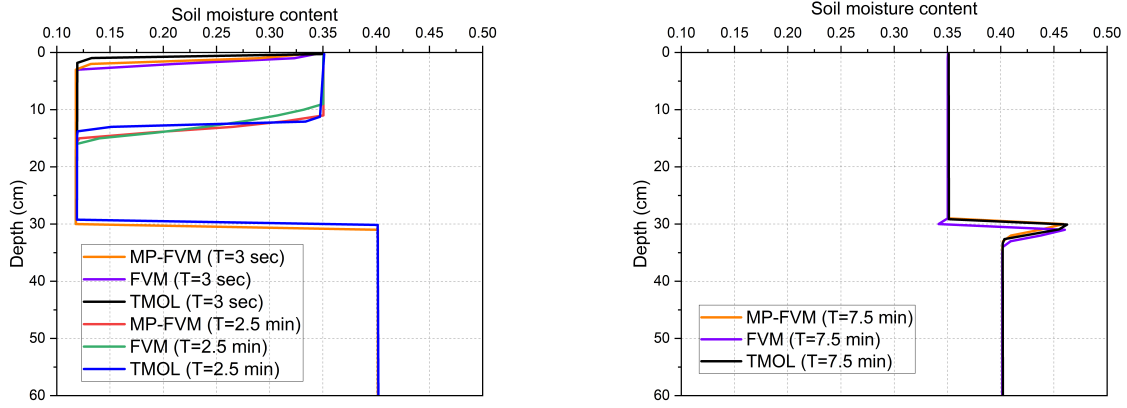 Soil moisture content
0.10 0.15 0.20 0.25 0.30 0.35 0.40 0.45 0.50
0
10
20
30
40
50
60
Depth (cm)
MP-FVM (T=3 sec)
FVM (T=3 sec)
TMOL (T=3 sec)
MP-FVM (T=2.5 min)
FVM (T=2.5 min)
TMOL (T=2.5 min)
Soil moisture content
0.10 0.15 0.20 0.25 0.30 0.35 0.40 0.45 0.50
0
10
20
30
40
50
60
Depth (cm)
MP-FVM (T=7.5 min)
FVM (T=7.5 min)
TMOL (T=7.5 min)